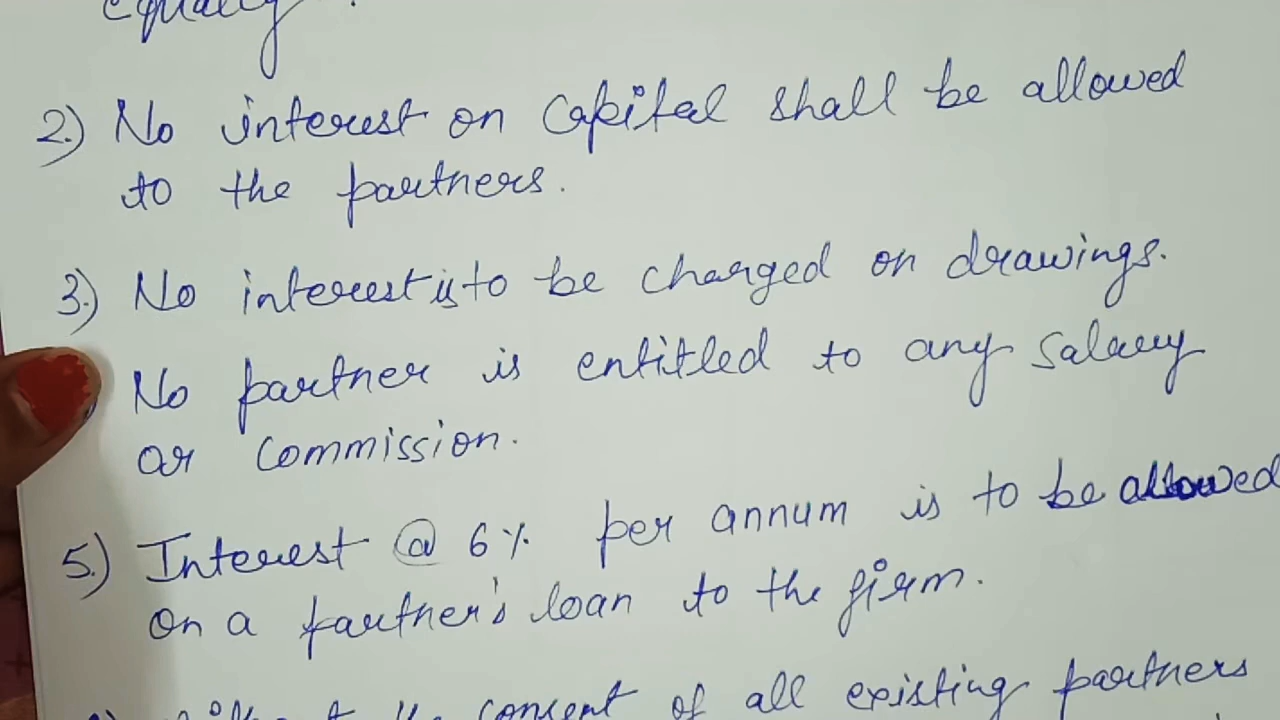 equally.
2.) No interest on Capital shall be allowed
to the partners.
3.) No interest is to be charged on drawings.
No partner is entitled to any salary
or commission.
5.) Interest @ 6% per annum is to be allowed
on a partner's loan to the firm.
consent of all existing partners